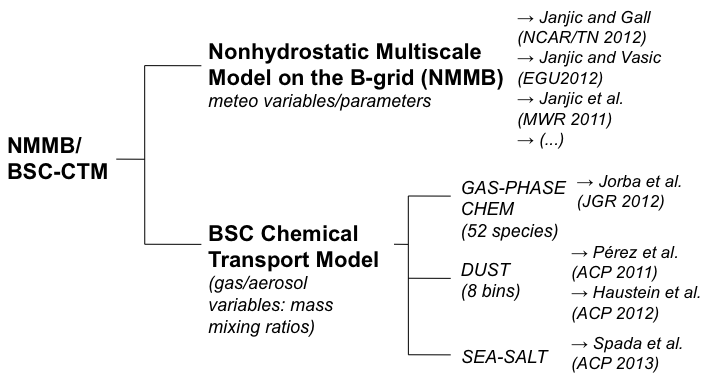 NMMB/
BSC-CTM
Nonhydrostatic Multiscale
Model on the B-grid (NMMB)
meteo variables/parameters
→ Janjic and Gall
(NCAR/TN 2012)
→ Janjic and Vasic
(EGU2012)
→ Janjic et al.
(MWR 2011)
→ (...)
BSC Chemical
Transport Model
(gas/aerosol
variables: mass
mixing ratios)
GAS-PHASE
CHEM
(52 species)
→ Jorba et al.
(JGR 2012)
DUST
(8 bins)
→ Pérez et al.
(ACP 2011)
→ Haustein et al.
(ACP 2012)
SEA-SALT
→ Spada et al.
(ACP 2013)